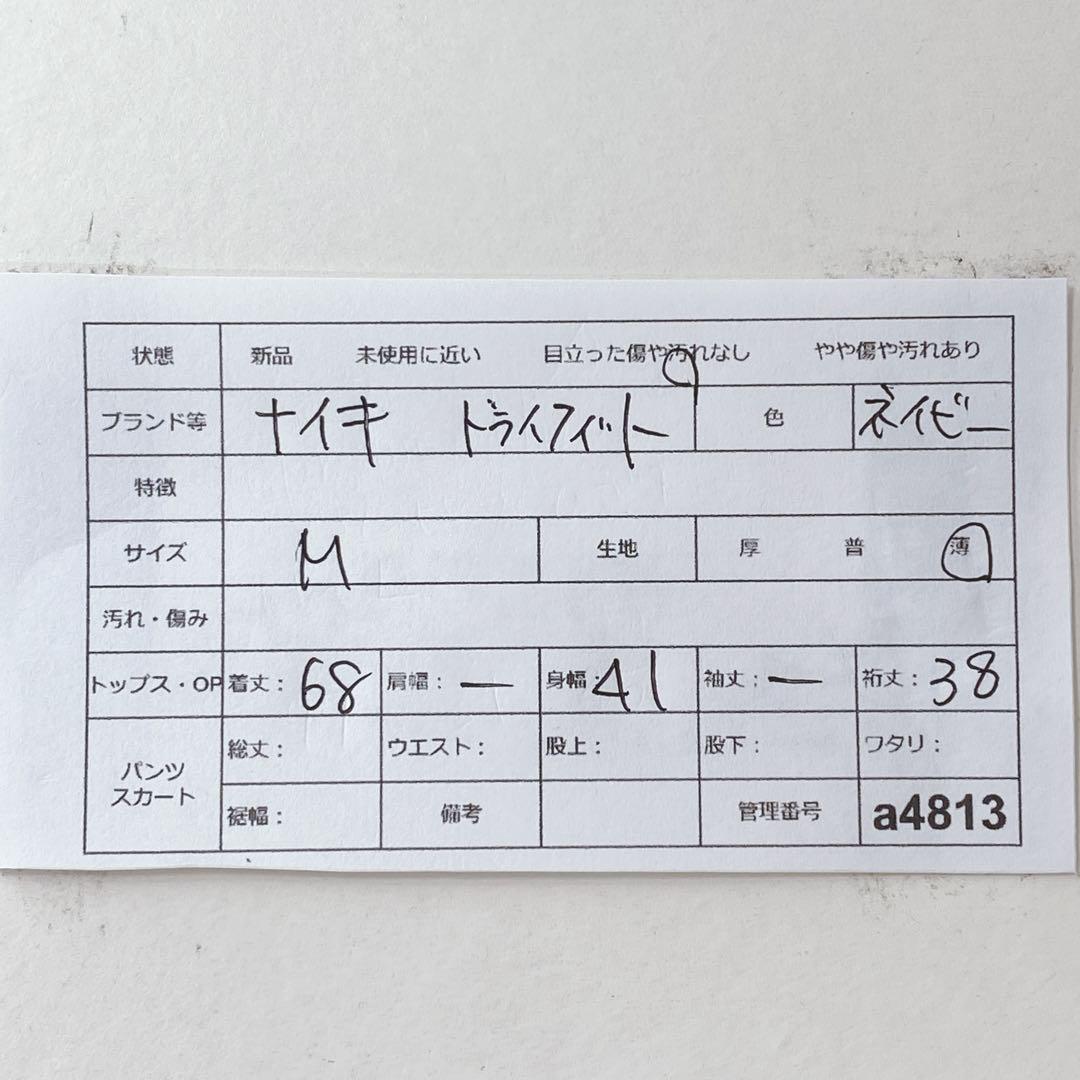 状態 新品 未使用に近い 目立った傷や汚れなし やや傷や汚れあり
ブランド等 ナイキ ドライフィット 色 ネイビー
特徴
サイズ M 生地 厚 普 薄
汚れ・傷み
トップス・OP 着丈: 68 肩幅: ー 身幅: 41 袖丈: ー 裄丈: 38
パンツ スカート 総丈: ウエスト: 股上: 股下: ワタリ:
裾幅: 備考 管理番号 a4813